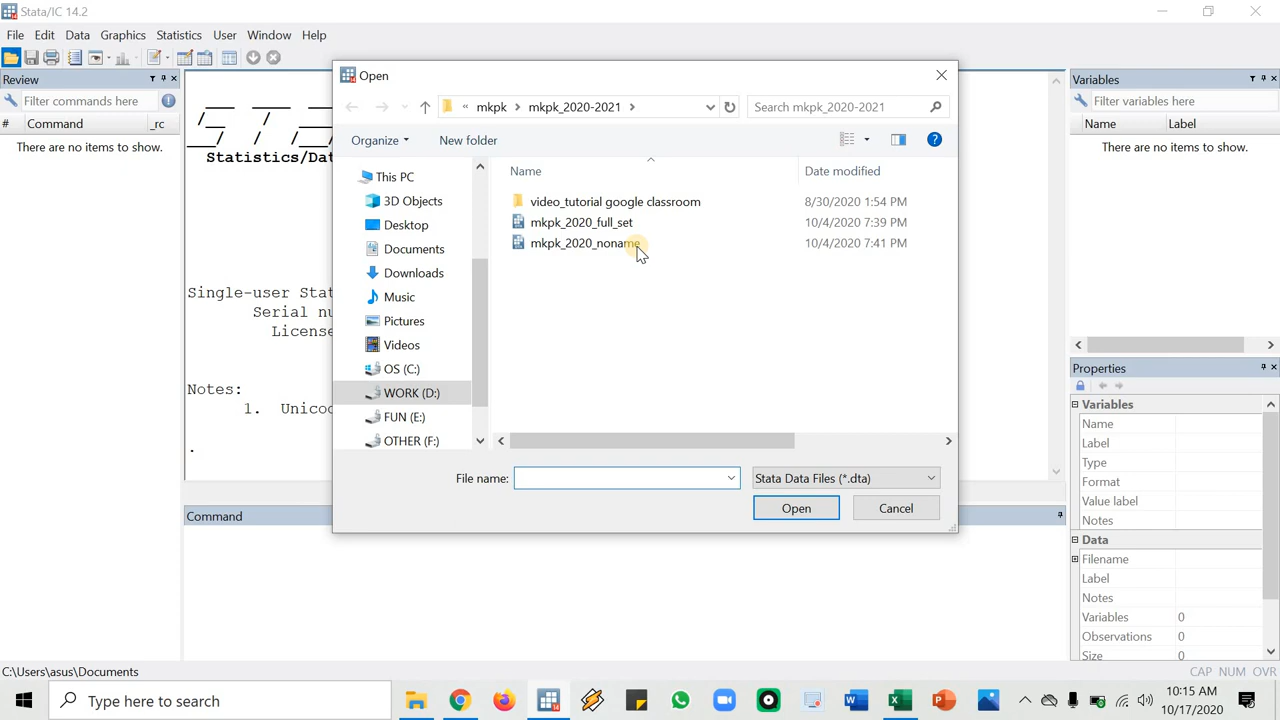 Stata/IC 14.2
File Edit Data Graphics Statistics User Window Help
Review
Filter commands here
# Command _rc
There are no items to show.
Statistics/Dat
Single-user Stat
Serial nu
License
Notes:
1. Unicod
.
Command
Open
« mkpk › mkpk_2020-2021 ›
Search mkpk_2020-2021
Organize New folder
Name Date modified
This PC
3D Objects
Desktop
Documents
Downloads
Music
Pictures
Videos
OS (C:)
WORK (D:)
FUN (E:)
OTHER (F:)
video_tutorial google classroom 8/30/2020 1:54 PM
mkpk_2020_full_set 10/4/2020 7:39 PM
mkpk_2020_noname 10/4/2020 7:41 PM
File name: Stata Data Files (*.dta)
Open Cancel
Variables
Filter variables here
Name Label
There are no items to show.
Properties
Variables
Name
Label
Type
Format
Value label
Notes
Data
Filename
Label
Notes
Variables 0
Observations 0
Size 0
C:\Users\asus\Documents
CAP NUM OVR
Type here to search
10:15 AM
10/17/2020